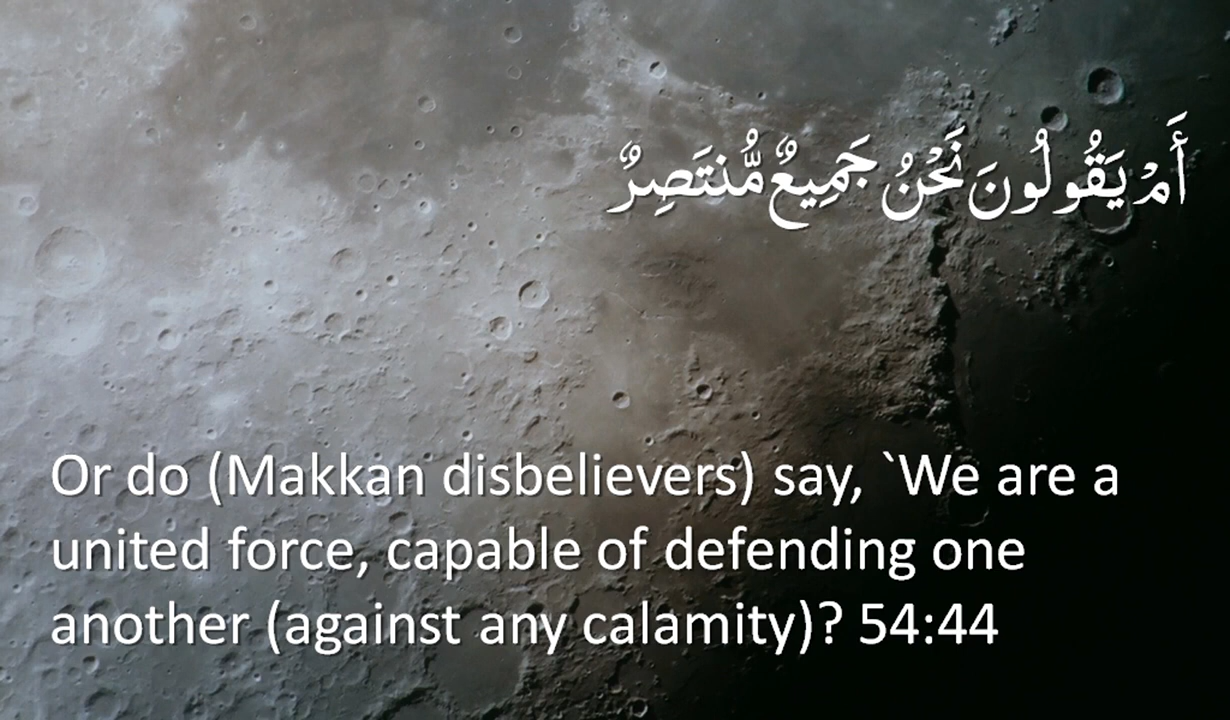 أَمْ يَقُولُونَ نَحْنُ جَمِيعٌ مُّنتَصِرٌ
Or do (Makkan disbelievers) say, `We are a
united force, capable of defending one
another (against any calamity)? 54:44